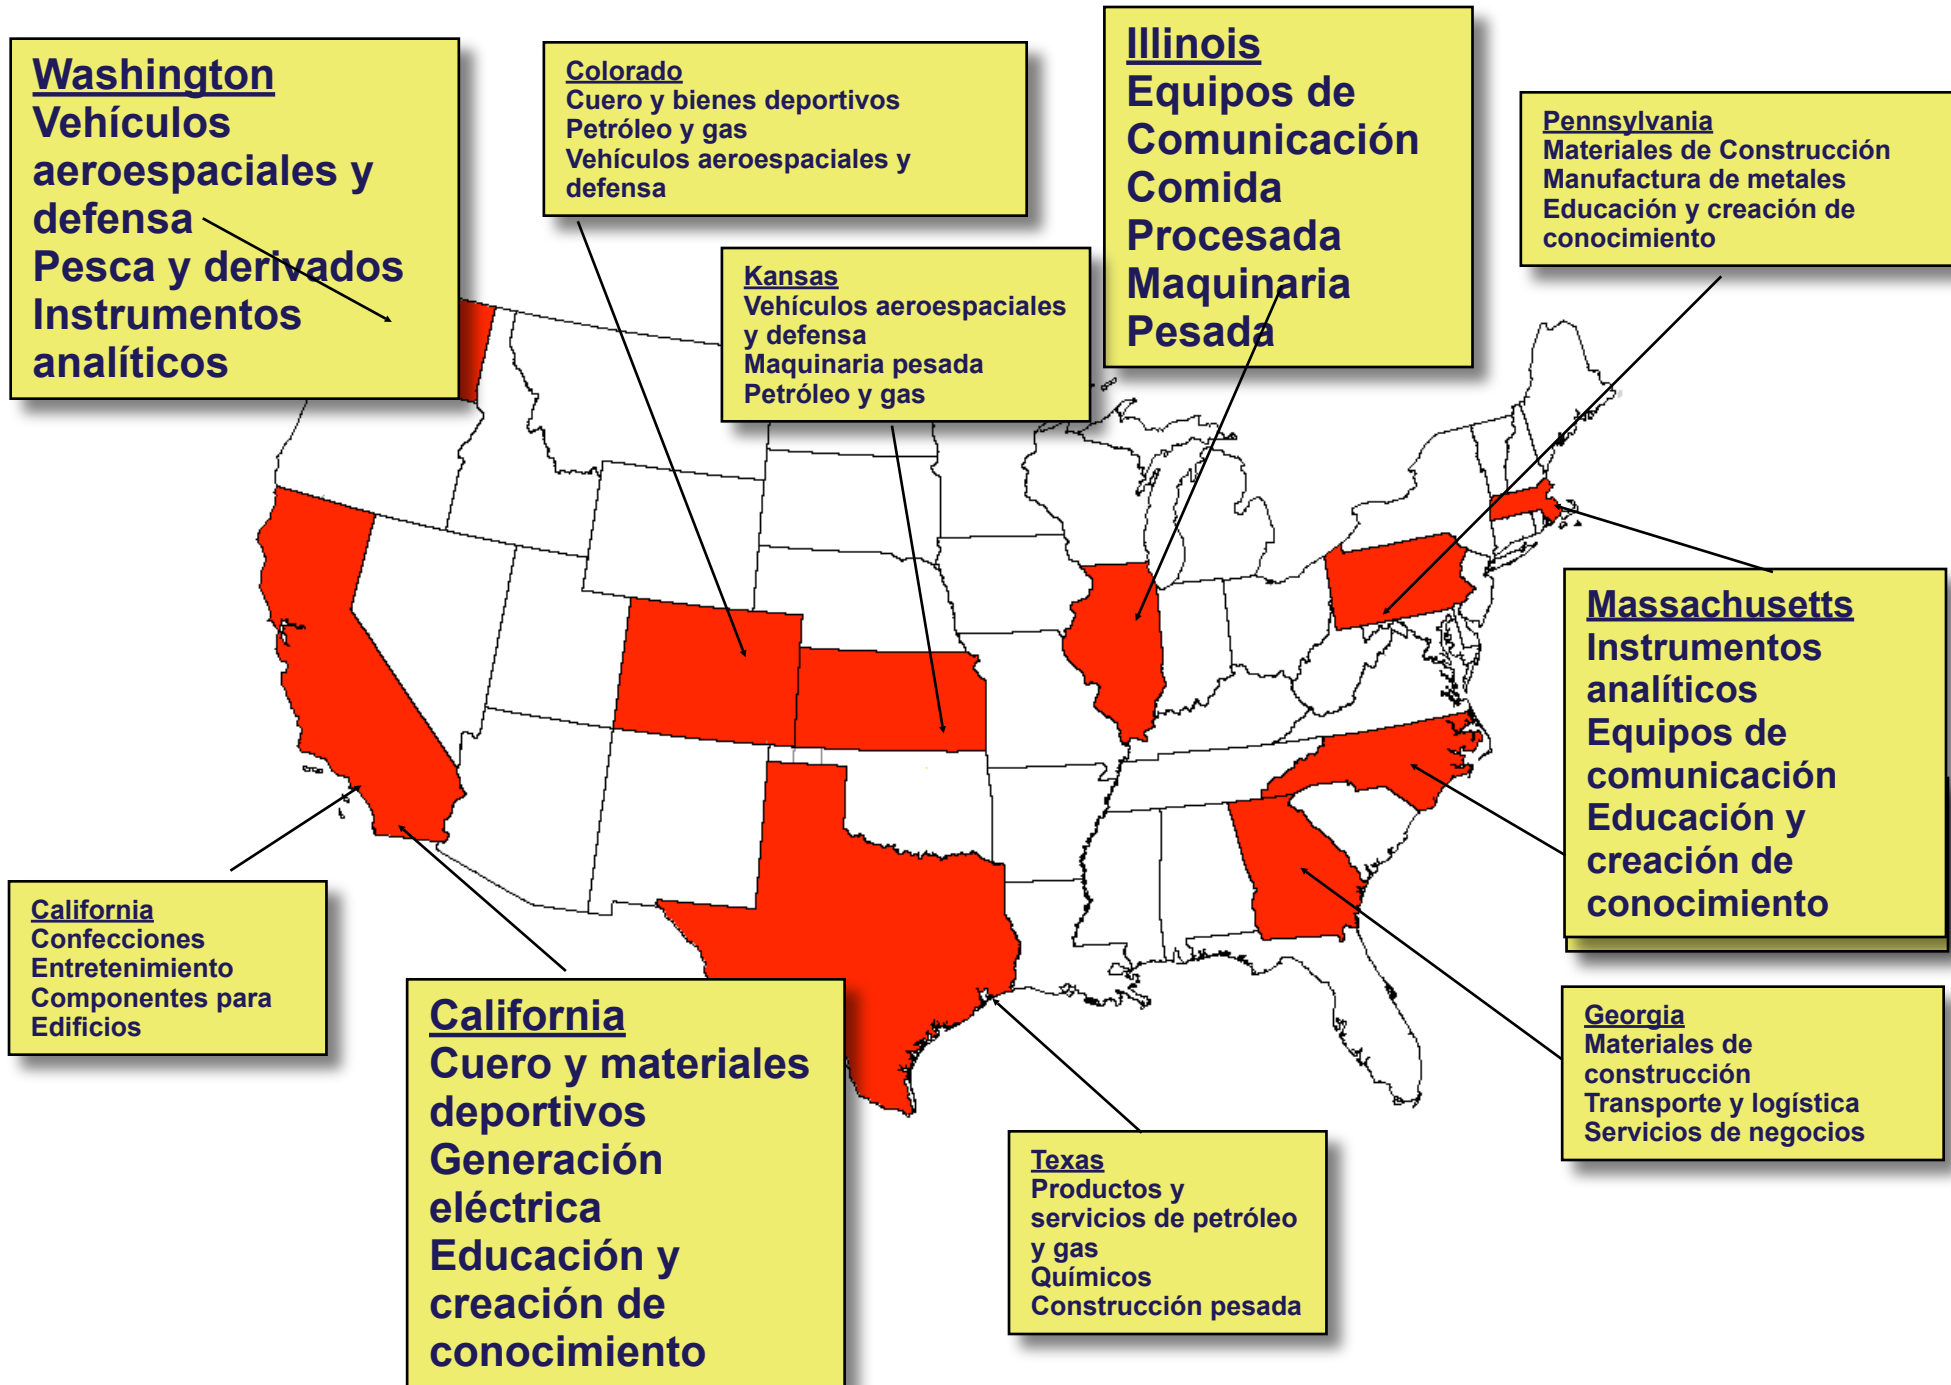 Washington
Vehículos
aeroespaciales y
defensa
Pesca y derivados
Instrumentos
analíticos
Colorado
Cuero y bienes deportivos
Petróleo y gas
Vehículos aeroespaciales y
defensa
Kansas
Vehículos aeroespaciales
y defensa
Maquinaria pesada
Petróleo y gas
Illinois
Equipos de
Comunicación
Comida
Procesada
Maquinaria
Pesada
Pennsylvania
Materiales de Construcción
Manufactura de metales
Educación y creación de
conocimiento
Massachusetts
Instrumentos
analíticos
Equipos de
comunicación
Educación y
creación de
conocimiento
California
Confecciones
Entretenimiento
Componentes para
Edificios
California
Cuero y materiales
deportivos
Generación
eléctrica
Educación y
creación de
conocimiento
Texas
Productos y
servicios de petróleo
y gas
Químicos
Construcción pesada
Georgia
Materiales de
construcción
Transporte y logística
Servicios de negocios